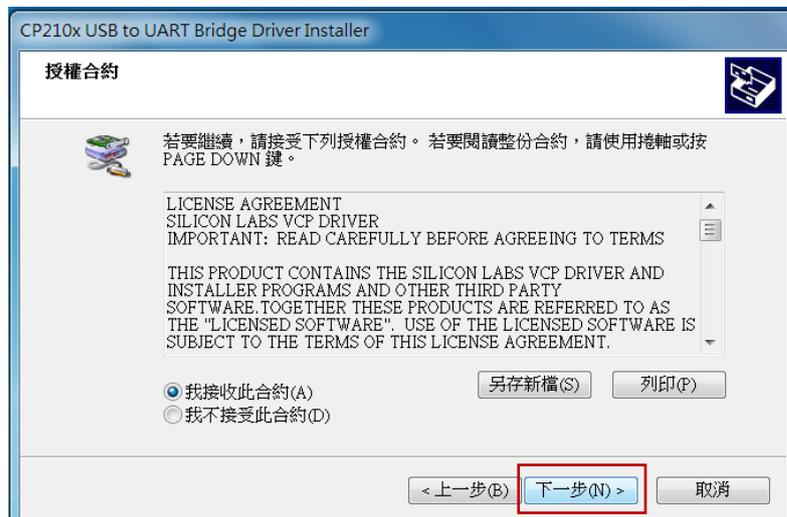 CP210x USB to UART Bridge Driver Installer
授權合約
若要繼續，請接受下列授權合約。若要閱讀整份合約，請使用捲軸或按
PAGE DOWN 鍵。
LICENSE AGREEMENT
SILICON LABS VCP DRIVER
IMPORTANT: READ CAREFULLY BEFORE AGREEING TO TERMS
THIS PRODUCT CONTAINS THE SILICON LABS VCP DRIVER AND
INSTALLER PROGRAMS AND OTHER THIRD PARTY
SOFTWARE.TOGETHER THESE PRODUCTS ARE REFERRED TO AS
THE "LICENSED SOFTWARE". USE OF THE LICENSED SOFTWARE IS
SUBJECT TO THE TERMS OF THIS LICENSE AGREEMENT.
我接收此合約(A)
另存新檔(S) 列印(P)
我不接受此合約(D)
< 上一步(B) 下一步(N) > 取消